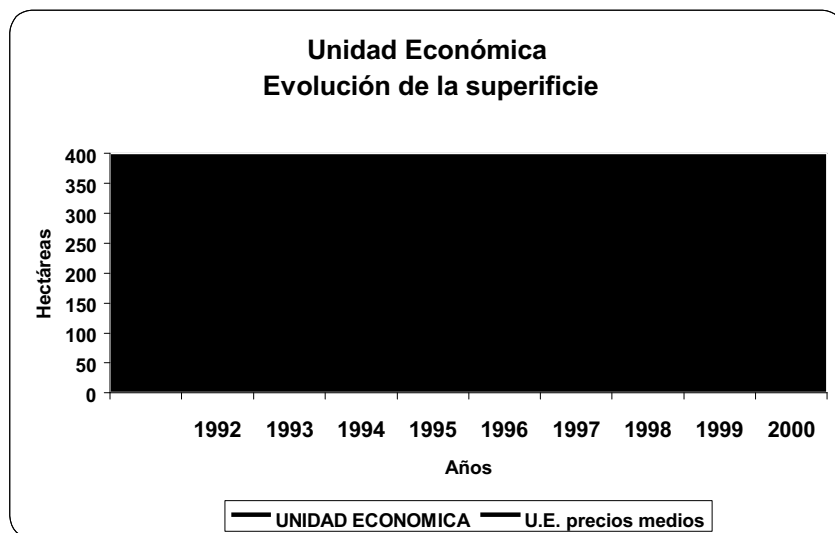 Unidad Económica
Evolución de la superificie
400
350
300
250
200
150
100
50
0
Hectáreas
1992 1993 1994 1995 1996 1997 1998 1999 2000
Años
UNIDAD ECONOMICA U.E. precios medios